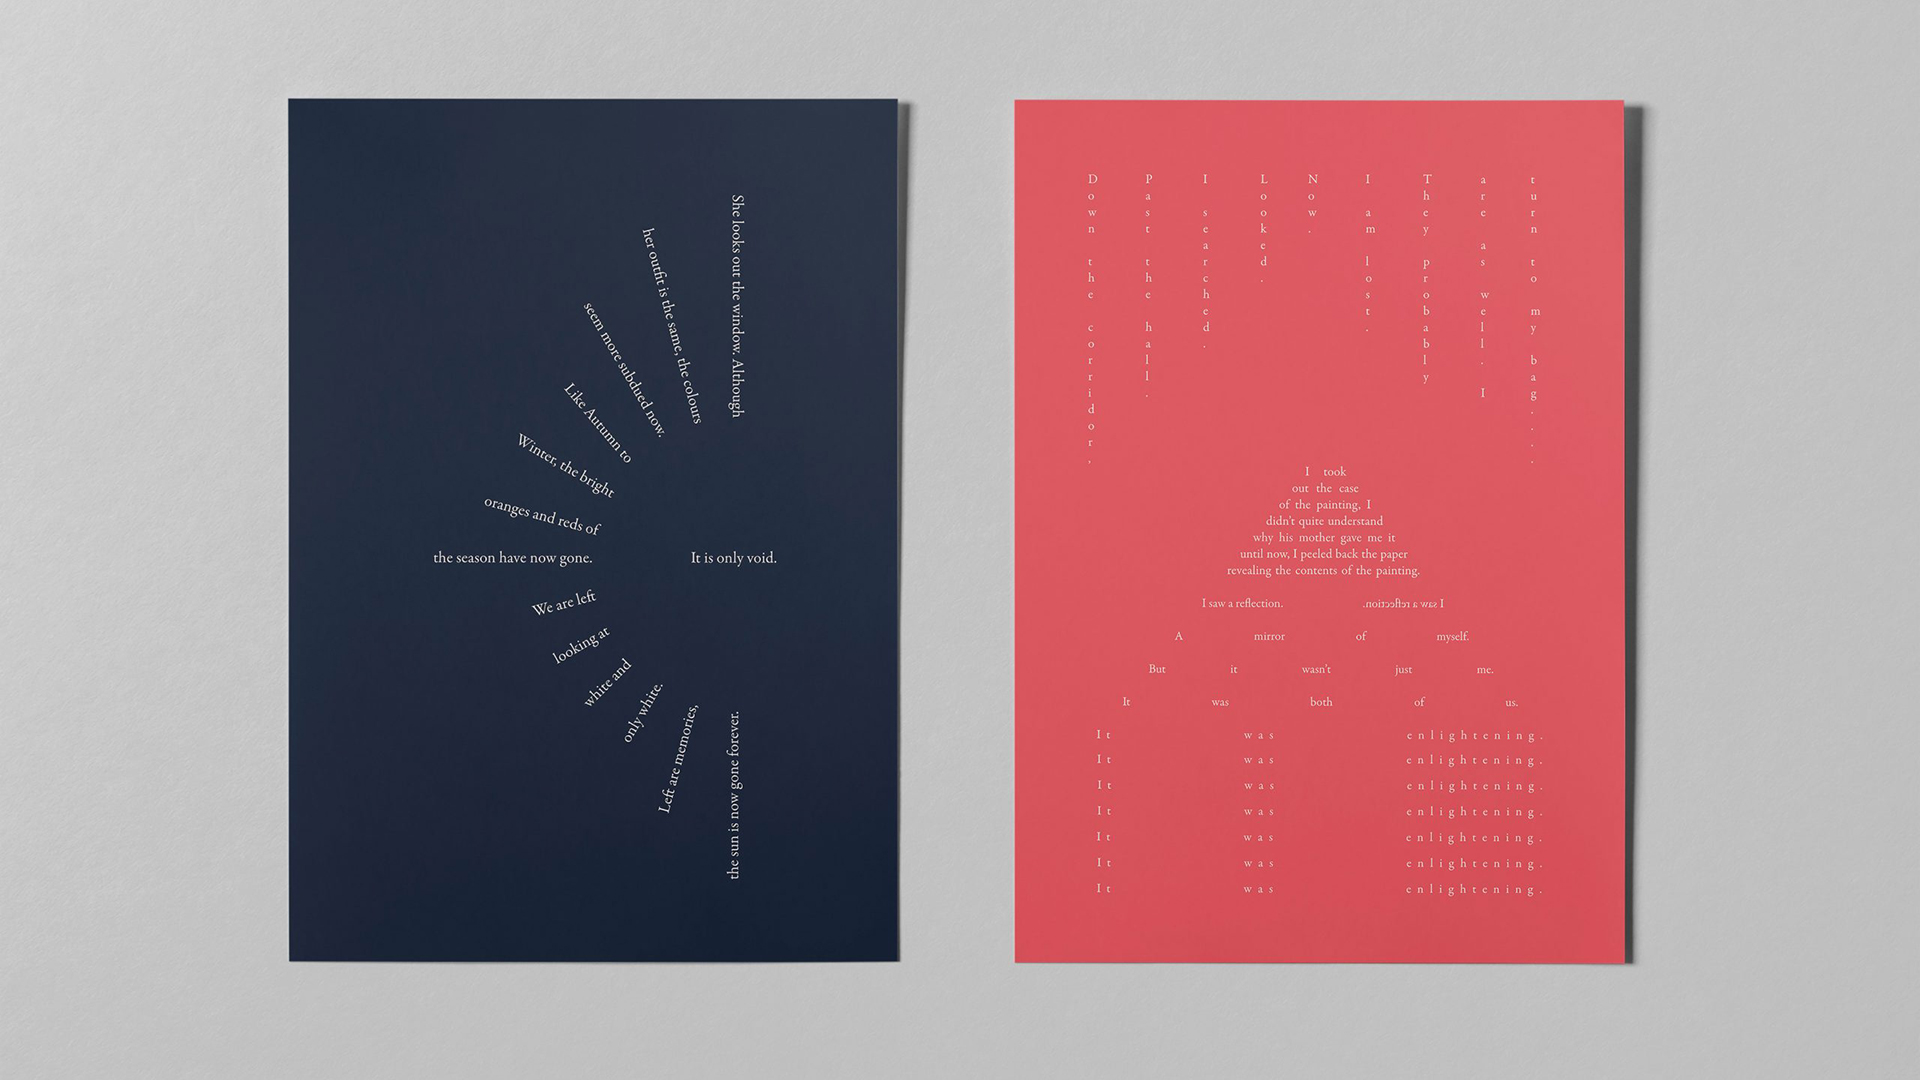 She looks out the window. Although
her outfit is the same, the colours
seem more subdued now.
Like Autumn to
Winter, the bright
oranges and reds of
the season have now gone.
We are left
looking at
white and
only white.
Left are memories,
the sun is now gone forever.
It is only void.
Down the corridor,
Past the hall.
I searched.
Looked.
Now.
I am lost.
They probably
are as well. I
turn to my bag...
I took
out the case
of the painting, I
didn't quite understand
why his mother gave me it
until now, I peeled back the paper
revealing the contents of the painting.
I saw a reflection. I saw a reflection.
A mirror of myself.
But it wasn't just me.
It was both of us.
It was enlightening.
It was enlightening.
It was enlightening.
It was enlightening.
It was enlightening.
It was enlightening.
It was enlightening.